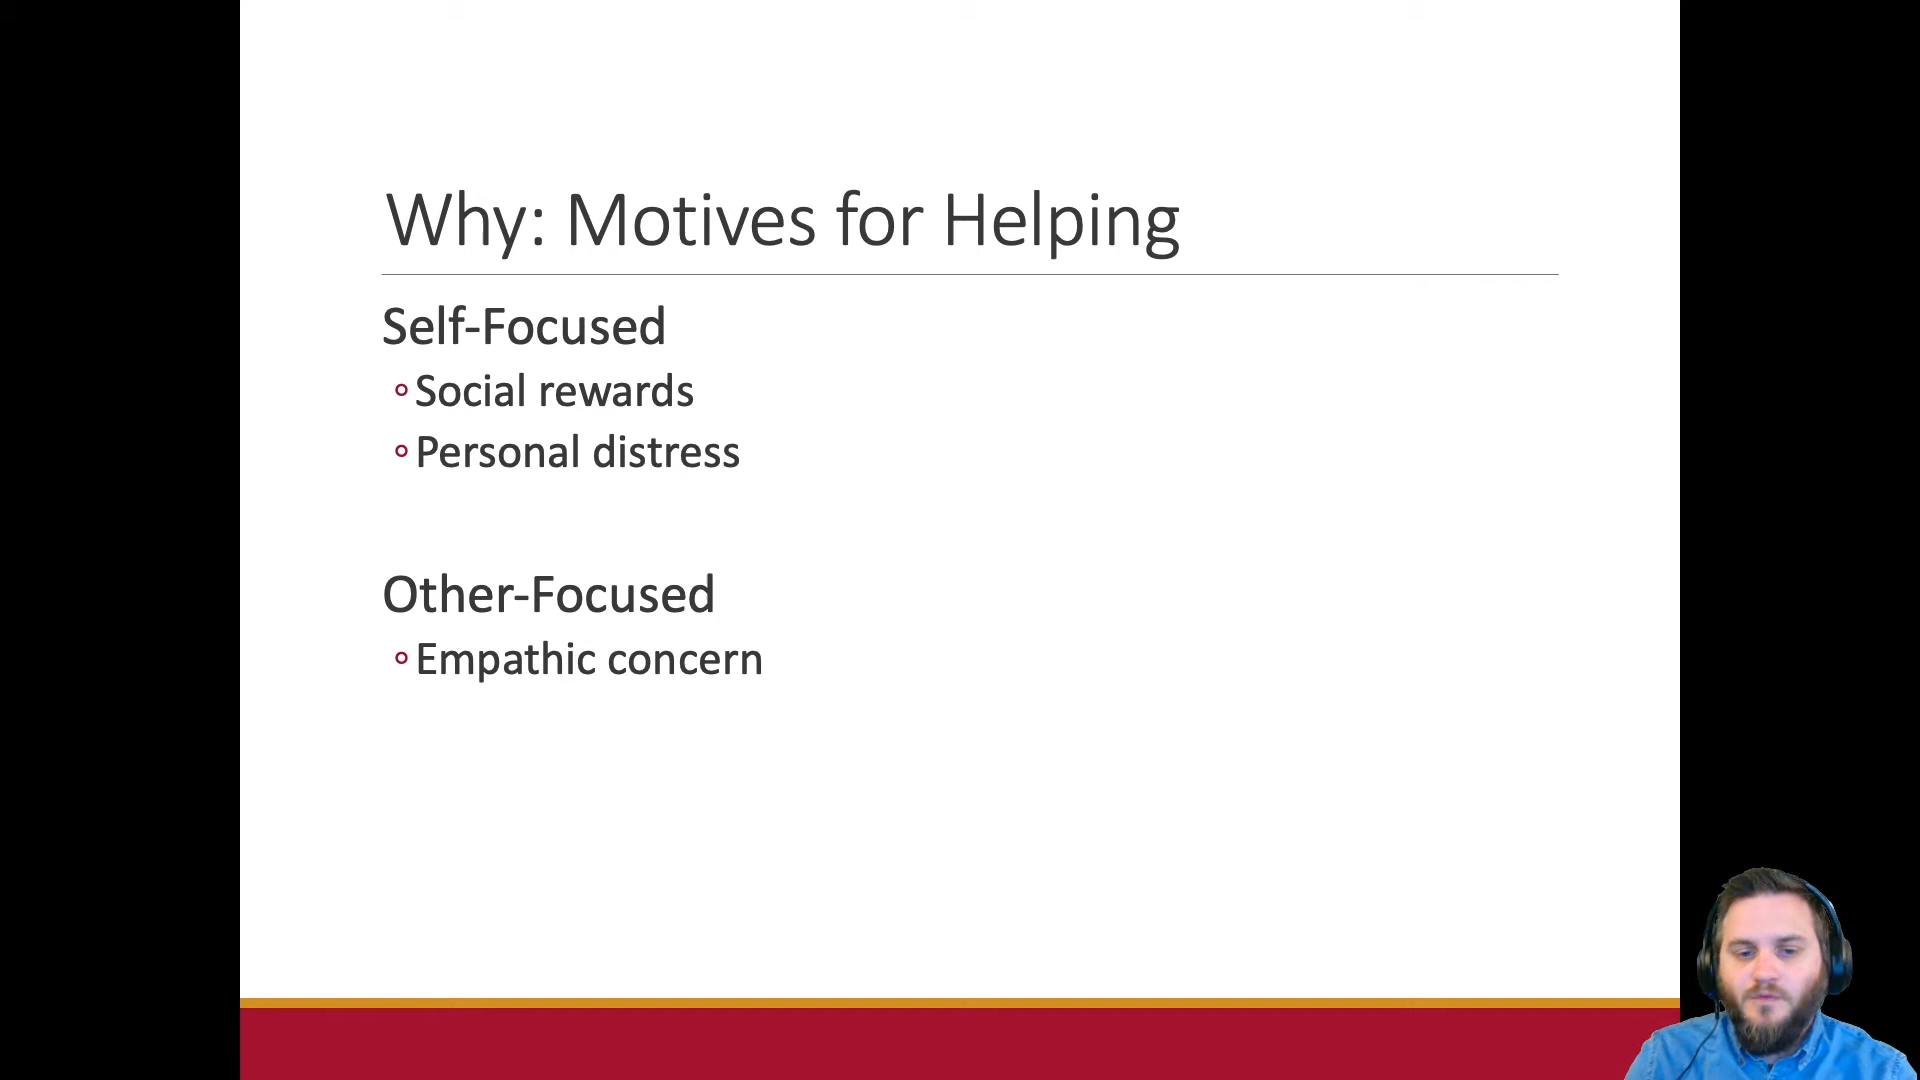 Why: Motives for Helping
Self-Focused
◦Social rewards
◦Personal distress
Other-Focused
◦Empathic concern